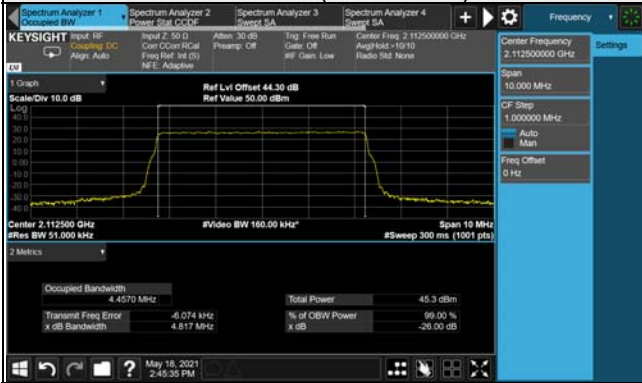 Spectrum Analyzer 1
Occupied BW
Spectrum Analyzer 2
Power Stat CCDF
Spectrum Analyzer 3
Swept SA
Spectrum Analyzer 4
Swept SA
+
Frequency
KEYSIGHT
LXI
Input: RF
Coupling: DC
Align: Auto
Input Z: 50 Ω
Corr CCorr RCal
Freq Ref: Int (S)
NFE: Adaptive
Atten: 30 dB
Preamp: Off
Trig: Free Run
Gate: Off
#IF Gain: Low
Center Freq: 2.112500000 GHz
Avg|Hold:>10/10
Radio Std: None
Center Frequency
2.112500000 GHz
Settings
Span
10.000 MHz
CF Step
1.000000 MHz
Auto
Man
Freq Offset
0 Hz
1 Graph
Scale/Div 10.0 dB
Ref Lvl Offset 44.30 dB
Ref Value 50.00 dBm
Log
40.0
30.0
20.0
10.0
0.00
-10.0
-20.0
-30.0
-40.0
Center 2.112500 GHz
#Res BW 51.000 kHz
#Video BW 160.00 kHz*
Span 10 MHz
#Sweep 300 ms (1001 pts)
2 Metrics
Occupied Bandwidth
4.4570 MHz
Total Power 45.3 dBm
Transmit Freq Error -6.074 kHz
% of OBW Power 99.00 %
x dB Bandwidth 4.817 MHz
x dB -26.00 dB
?
May 18, 2021
2:45:35 PM